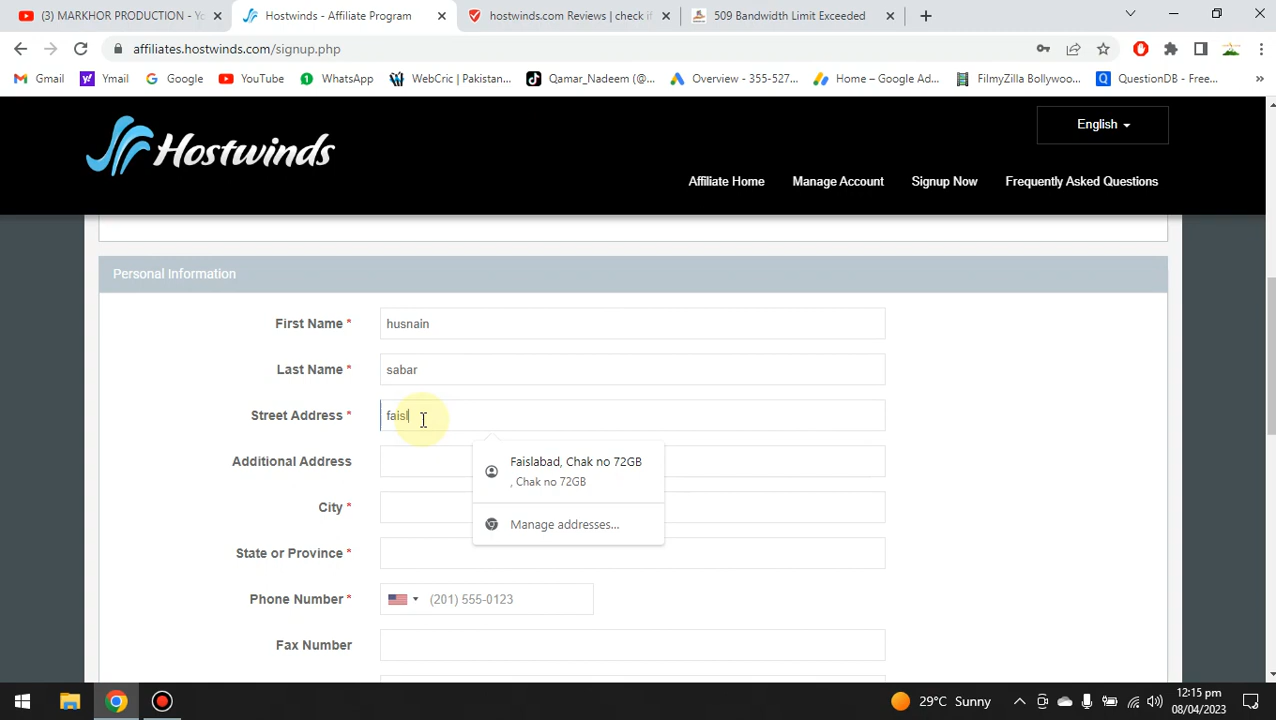 (3) MARKHOR PRODUCTION - Yo
Hostwinds - Affiliate Program
hostwinds.com Reviews | check if
509 Bandwidth Limit Exceeded
affiliates.hostwinds.com/signup.php
Gmail
Ymail
Google
YouTube
WhatsApp
WebCric | Pakistan...
Qamar_Nadeem (@...
Overview - 355-527...
Home – Google Ad...
FilmyZilla Bollywoo...
QuestionDB - Free...
»
Hostwinds
English
Affiliate Home
Manage Account
Signup Now
Frequently Asked Questions
Personal Information
First Name *
husnain
Last Name *
sabar
Street Address *
faisl
Additional Address
Faislabad, Chak no 72GB
, Chak no 72GB
City *
Manage addresses...
State or Province *
Phone Number *
(201) 555-0123
Fax Number
29°C Sunny
12:15 pm
08/04/2023